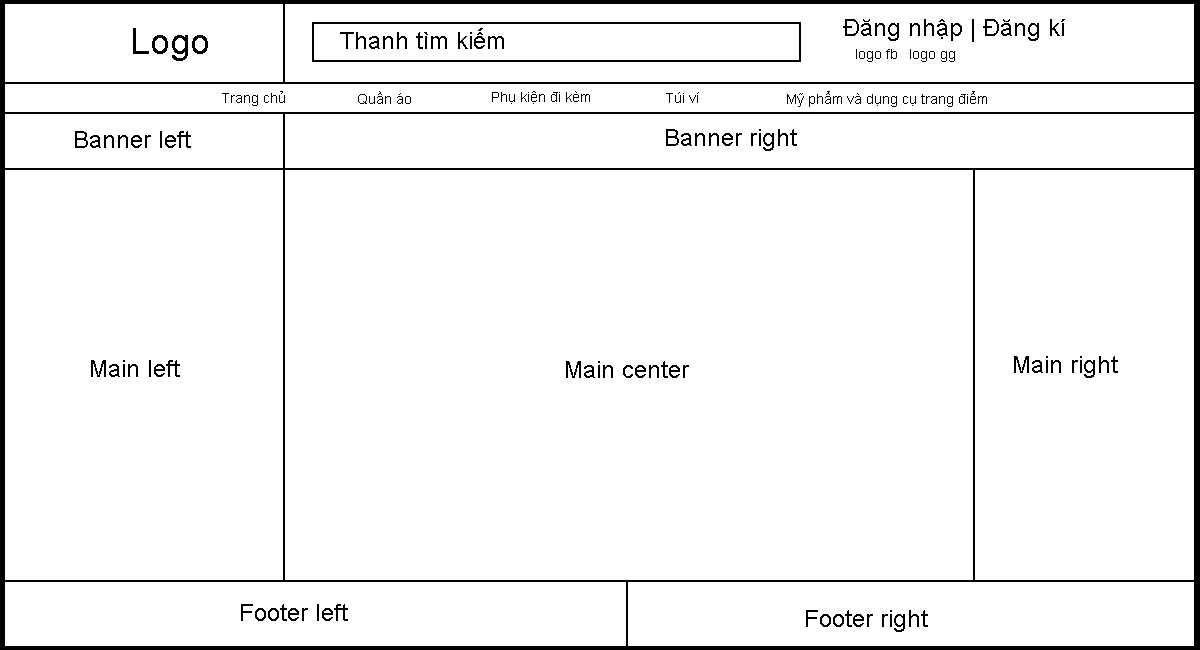 Logo
Thanh tìm kiếm
Đăng nhập | Đăng kí
logo fb logo gg
Trang chủ Quần áo Phụ kiện đi kèm Túi ví Mỹ phẩm và dụng cụ trang điểm
Banner left
Banner right
Main left
Main center
Main right
Footer left
Footer right